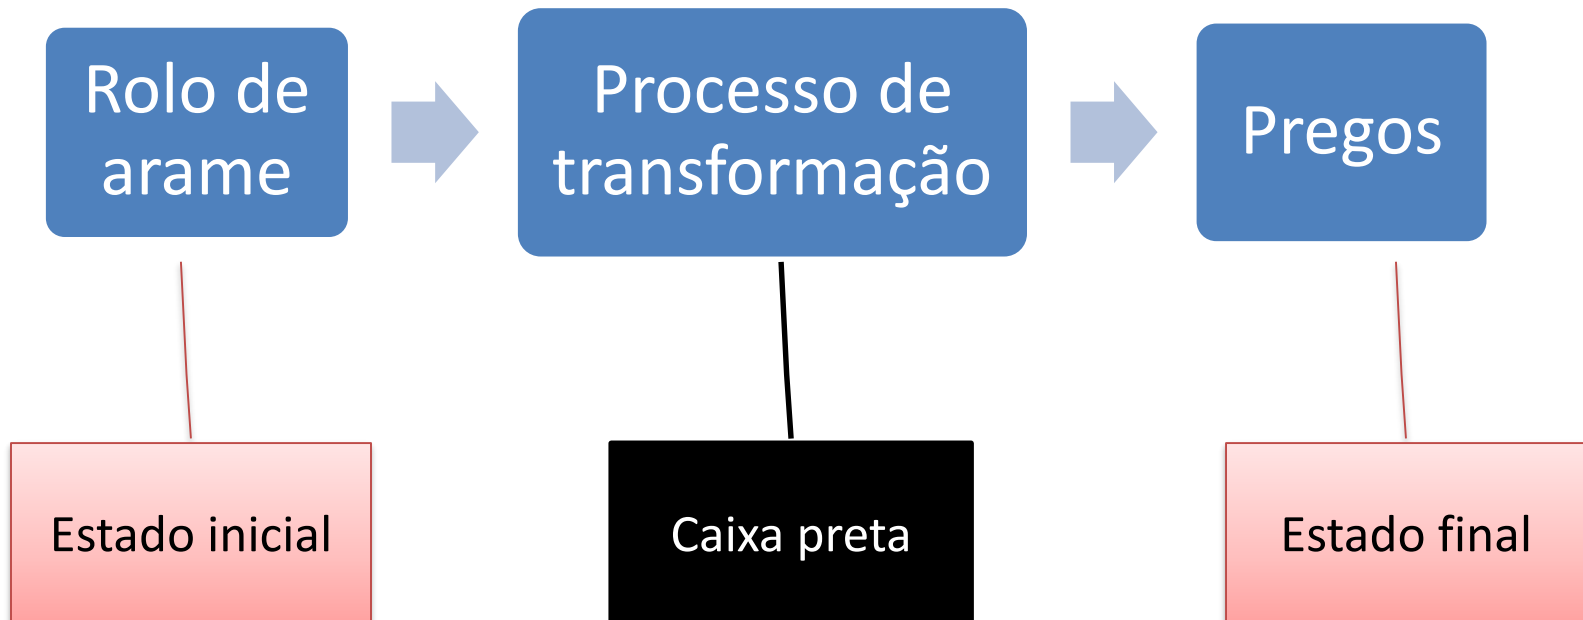 Rolo de
arame
Processo de
transformação
Pregos
Estado inicial
Caixa preta
Estado final